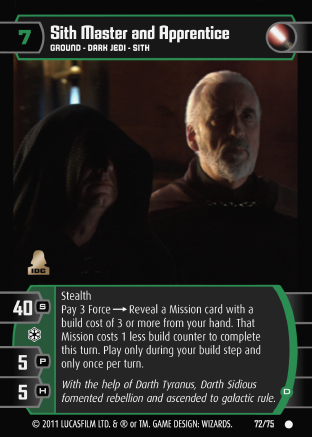 7 Sith Master and Apprentice
GROUND - DARK JEDI - SITH
IDC
40 S
5 P
5 H
Stealth
Pay 3 Force → Reveal a Mission card with a
build cost of 3 or more from your hand. That
Mission costs 1 less build counter to complete
this turn. Play only during your build step and
only once per turn.
With the help of Darth Tyranus, Darth Sidious
fomented rebellion and ascended to galactic rule.
D
© 2011 LUCASFILM LTD. & ® or TM. GAME DESIGN: WIZARDS. 72/75